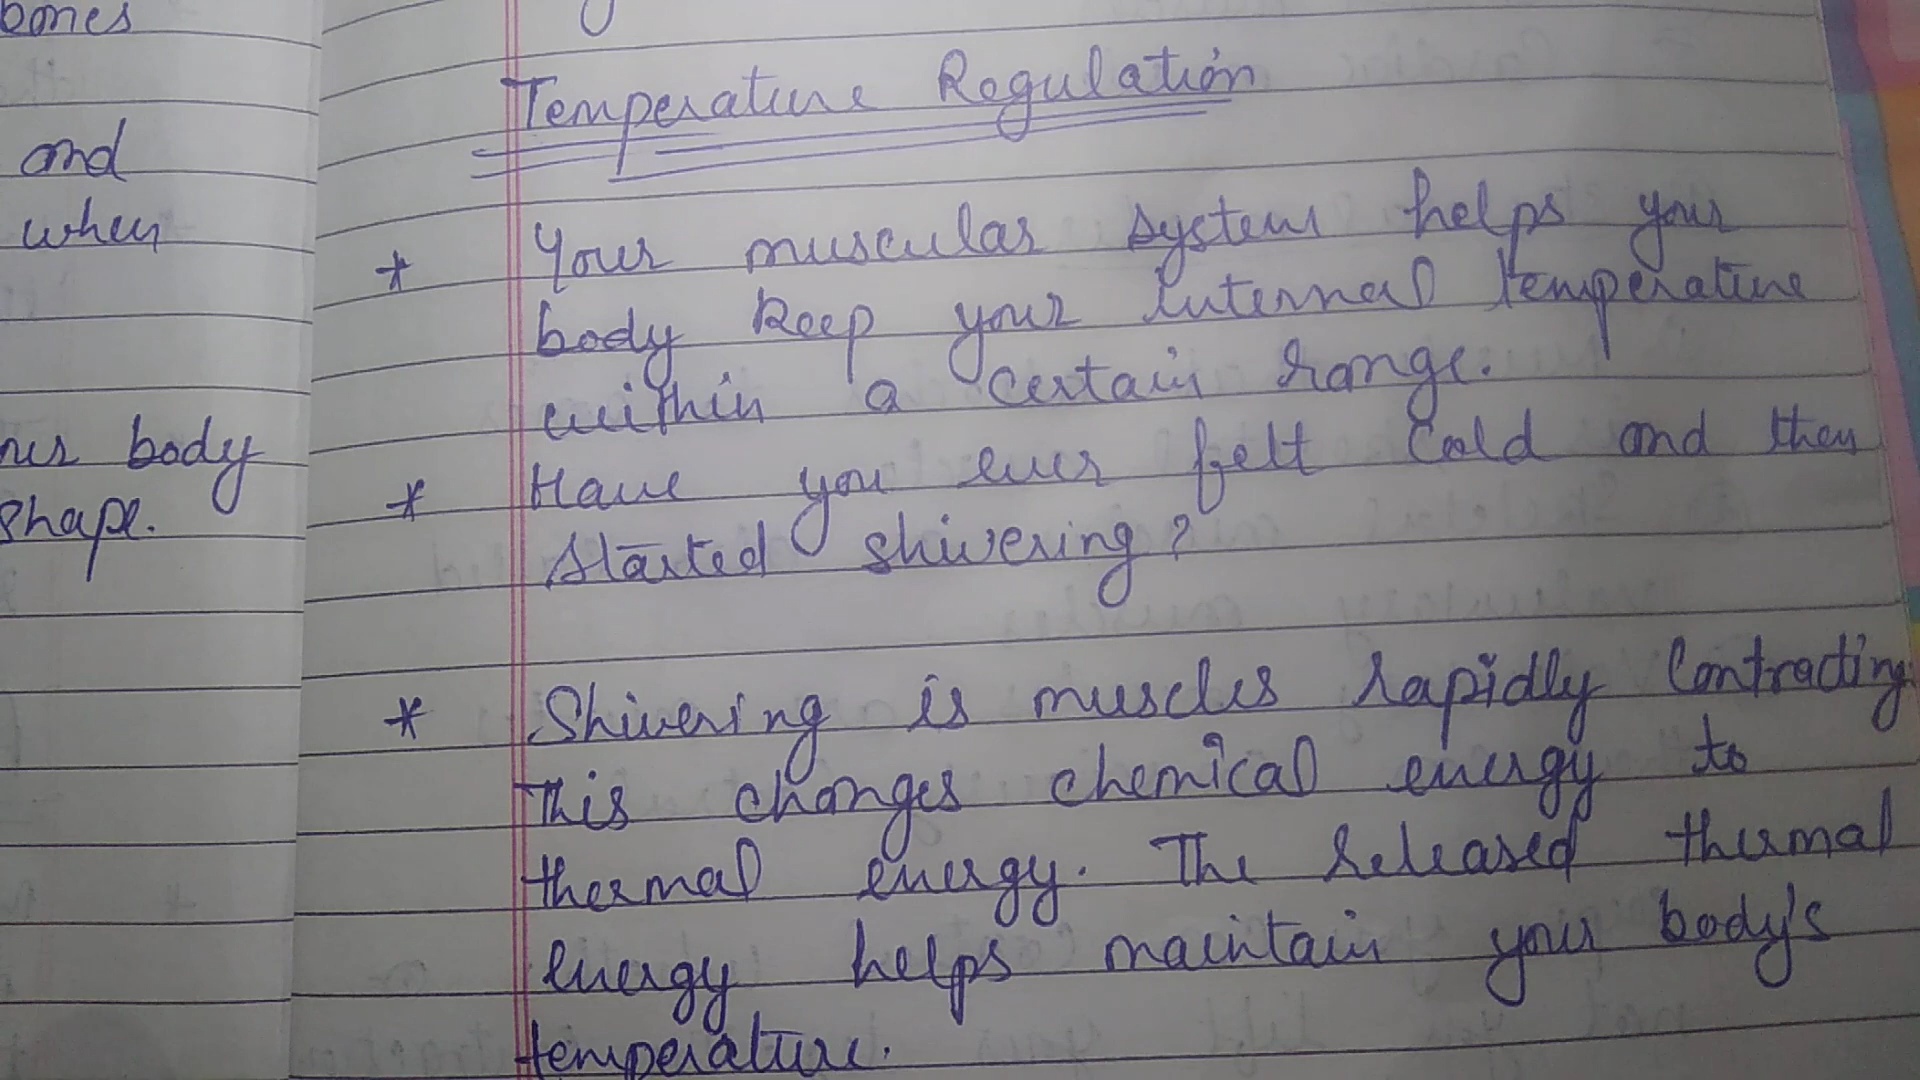 bones
and
when
body
shape.
Temperature Regulation
* Your muscular system helps your
body keep your internal temperature
within a certain range.
* Have you ever felt cold and then
started shivering?
* Shivering is muscles rapidly contracting
This changes chemical energy to
thermal energy. The released thermal
energy helps maintain your body's
temperature.